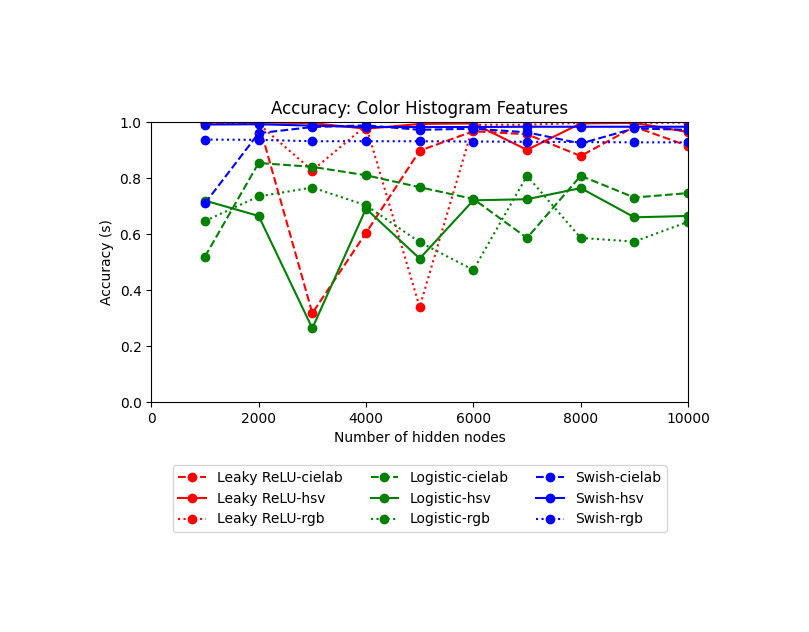 Accuracy: Color Histogram Features
1.0
0.8
0.6
0.4
0.2
0.0
Accuracy (s)
0 2000 4000 6000 8000 10000
Number of hidden nodes
Leaky ReLU-cielab Logistic-cielab Swish-cielab
Leaky ReLU-hsv Logistic-hsv Swish-hsv
Leaky ReLU-rgb Logistic-rgb Swish-rgb